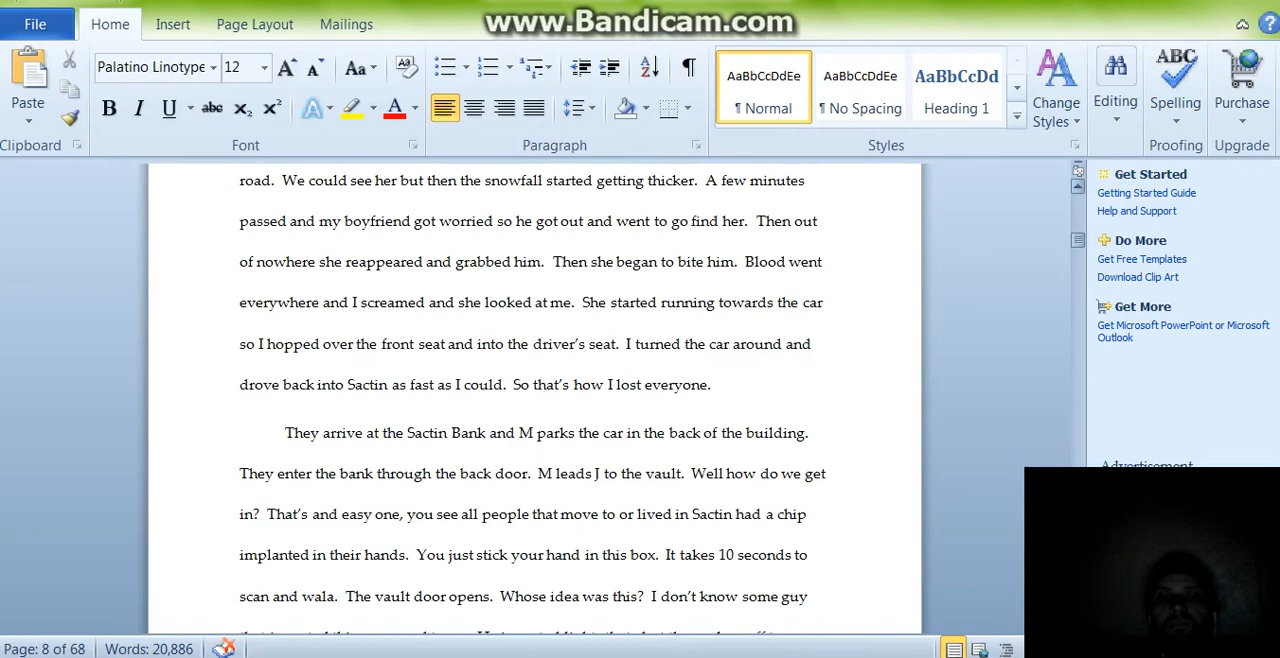 www.Bandicam.com
File Home Insert Page Layout Mailings
Palatino Linotype 12 Aa
AaBbCcDdEe AaBbCcDdEe AaBbCcDd
Paste B I U abc X₂ X² A A ¶ Normal ¶ No Spacing Heading 1 Change Styles Editing ABC Spelling Purchase
Clipboard Font Paragraph Styles Proofing Upgrade
road. We could see her but then the snowfall started getting thicker. A few minutes
passed and my boyfriend got worried so he got out and went to go find her. Then out
of nowhere she reappeared and grabbed him. Then she began to bite him. Blood went
everywhere and I screamed and she looked at me. She started running towards the car
so I hopped over the front seat and into the driver's seat. I turned the car around and
drove back into Sactin as fast as I could. So that's how I lost everyone.
They arrive at the Sactin Bank and M parks the car in the back of the building.
They enter the bank through the back door. M leads J to the vault. Well how do we get
in? That's and easy one, you see all people that move to or lived in Sactin had a chip
implanted in their hands. You just stick your hand in this box. It takes 10 seconds to
scan and wala. The vault door opens. Whose idea was this? I don't know some guy
Get Started
Getting Started Guide
Help and Support
Do More
Get Free Templates
Download Clip Art
Get More
Get Microsoft PowerPoint or Microsoft
Outlook
Advertisement
Page: 8 of 68 Words: 20,886